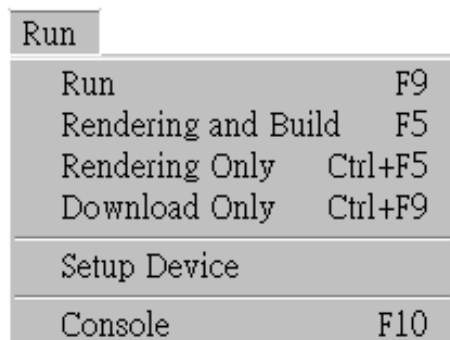 Run
Run F9
Rendering and Build F5
Rendering Only Ctrl+F5
Download Only Ctrl+F9
Setup Device
Console F10